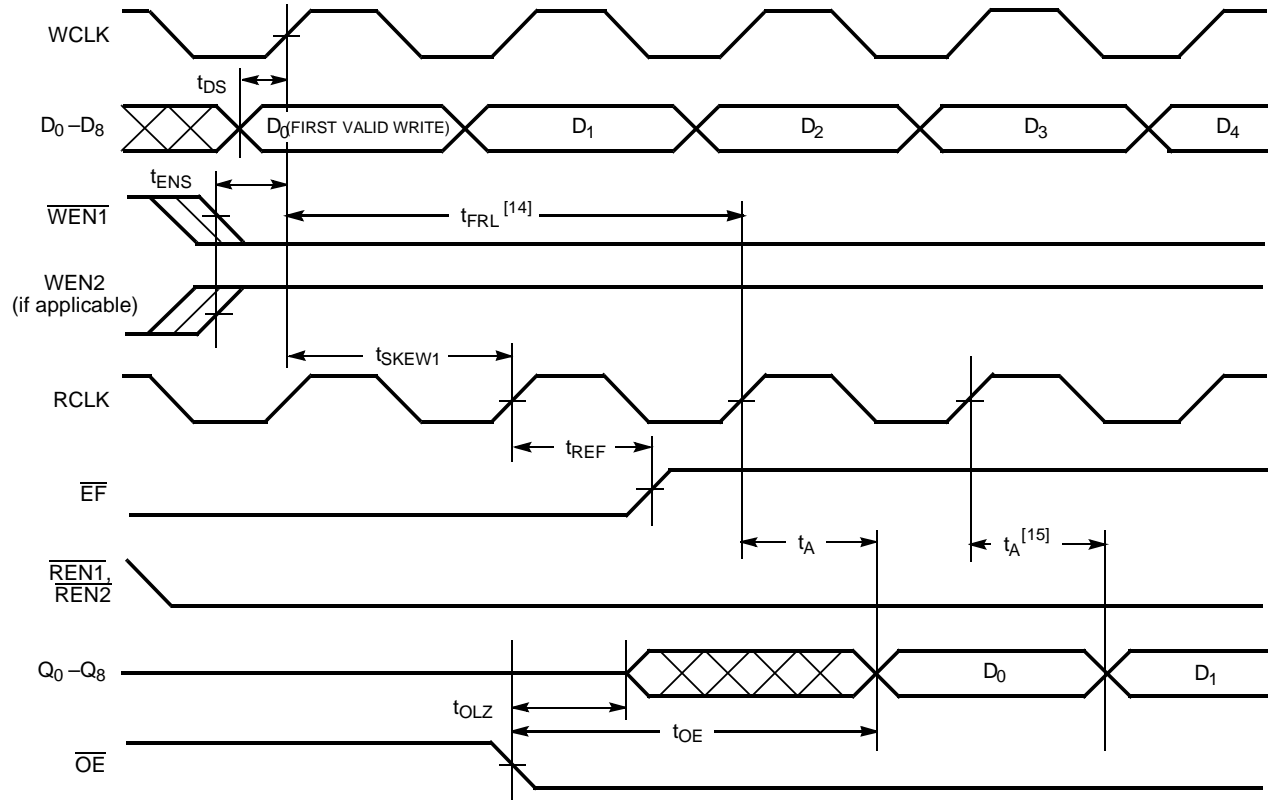 WCLK
tDS
D0 –D8
D0(FIRST VALID WRITE)
D1
D2
D3
D4
tENS
WEN1
tFRL [14]
WEN2
(if applicable)
tSKEW1
RCLK
tREF
EF
tA
tA[15]
REN1,
REN2
Q0 –Q8
D0
D1
tOLZ
tOE
OE